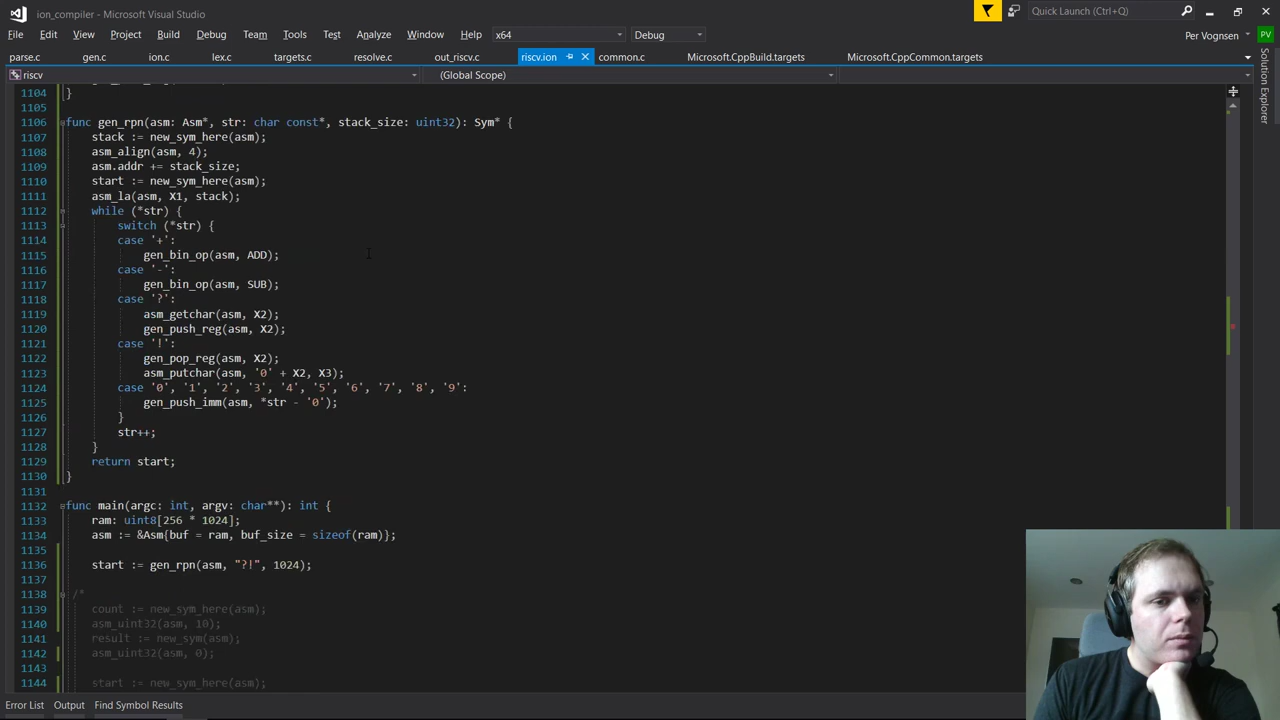 ion_compiler - Microsoft Visual Studio
Quick Launch (Ctrl+Q)
File Edit View Project Build Debug Team Tools Test Analyze Window Help x64 Debug
Per Vognsen PV
parse.c gen.c ion.c lex.c targets.c resolve.c out_riscv.c riscv.ion common.c Microsoft.CppBuild.targets Microsoft.CppCommon.targets
Solution Explorer
riscv (Global Scope)
1104 }
1105
1106 func gen_rpn(asm: Asm*, str: char const*, stack_size: uint32): Sym* {
1107 stack := new_sym_here(asm);
1108 asm_align(asm, 4);
1109 asm.addr += stack_size;
1110 start := new_sym_here(asm);
1111 asm_la(asm, X1, stack);
1112 while (*str) {
1113 switch (*str) {
1114 case '+':
1115 gen_bin_op(asm, ADD);
1116 case '-':
1117 gen_bin_op(asm, SUB);
1118 case '?':
1119 asm_getchar(asm, X2);
1120 gen_push_reg(asm, X2);
1121 case '!':
1122 gen_pop_reg(asm, X2);
1123 asm_putchar(asm, '0' + X2, X3);
1124 case '0', '1', '2', '3', '4', '5', '6', '7', '8', '9':
1125 gen_push_imm(asm, *str - '0');
1126 }
1127 str++;
1128 }
1129 return start;
1130 }
1131
1132 func main(argc: int, argv: char**): int {
1133 ram: uint8[256 * 1024];
1134 asm := &Asm{buf = ram, buf_size = sizeof(ram)};
1135
1136 start := gen_rpn(asm, "?!", 1024);
1137
1138 /*
1139 count := new_sym_here(asm);
1140 asm_uint32(asm, 10);
1141 result := new_sym(asm);
1142 asm_uint32(asm, 0);
1143
1144 start := new_sym_here(asm);
Error List Output Find Symbol Results